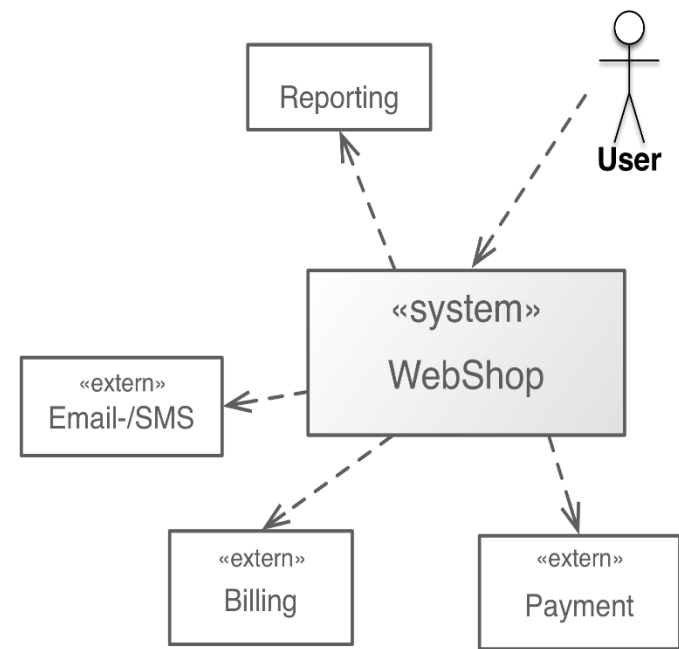 Reporting
User
«system»
WebShop
«extern»
Email-/SMS
«extern»
Billing
«extern»
Payment